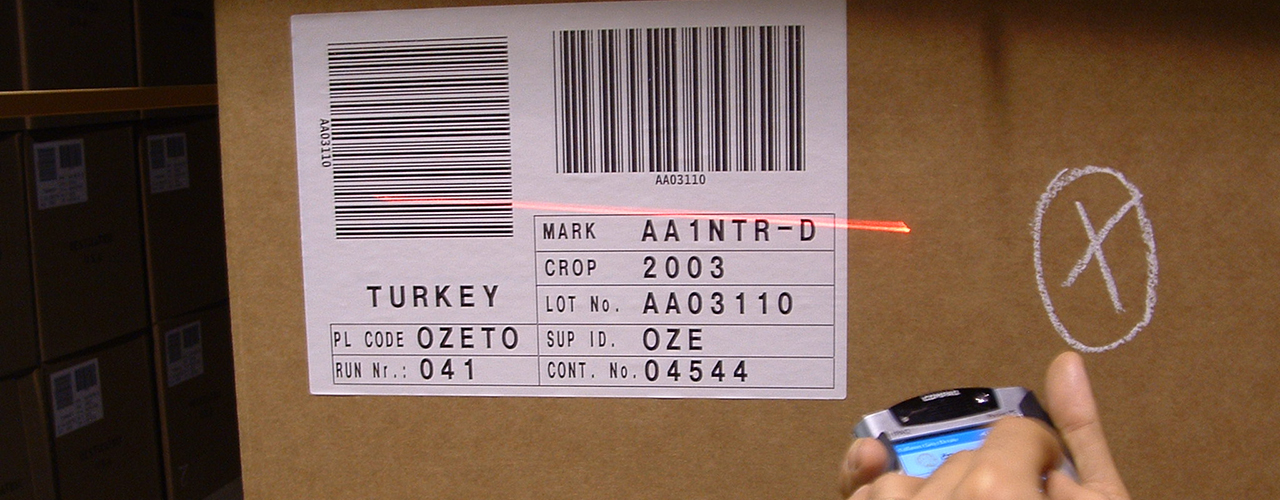 AA03110
AA03110
MARK AA1NTR-D
CROP 2003
LOT No. AA03110
TURKEY
PL CODE OZETO
SUP ID. OZE
RUN Nr.: 041
CONT. No. 04544
X